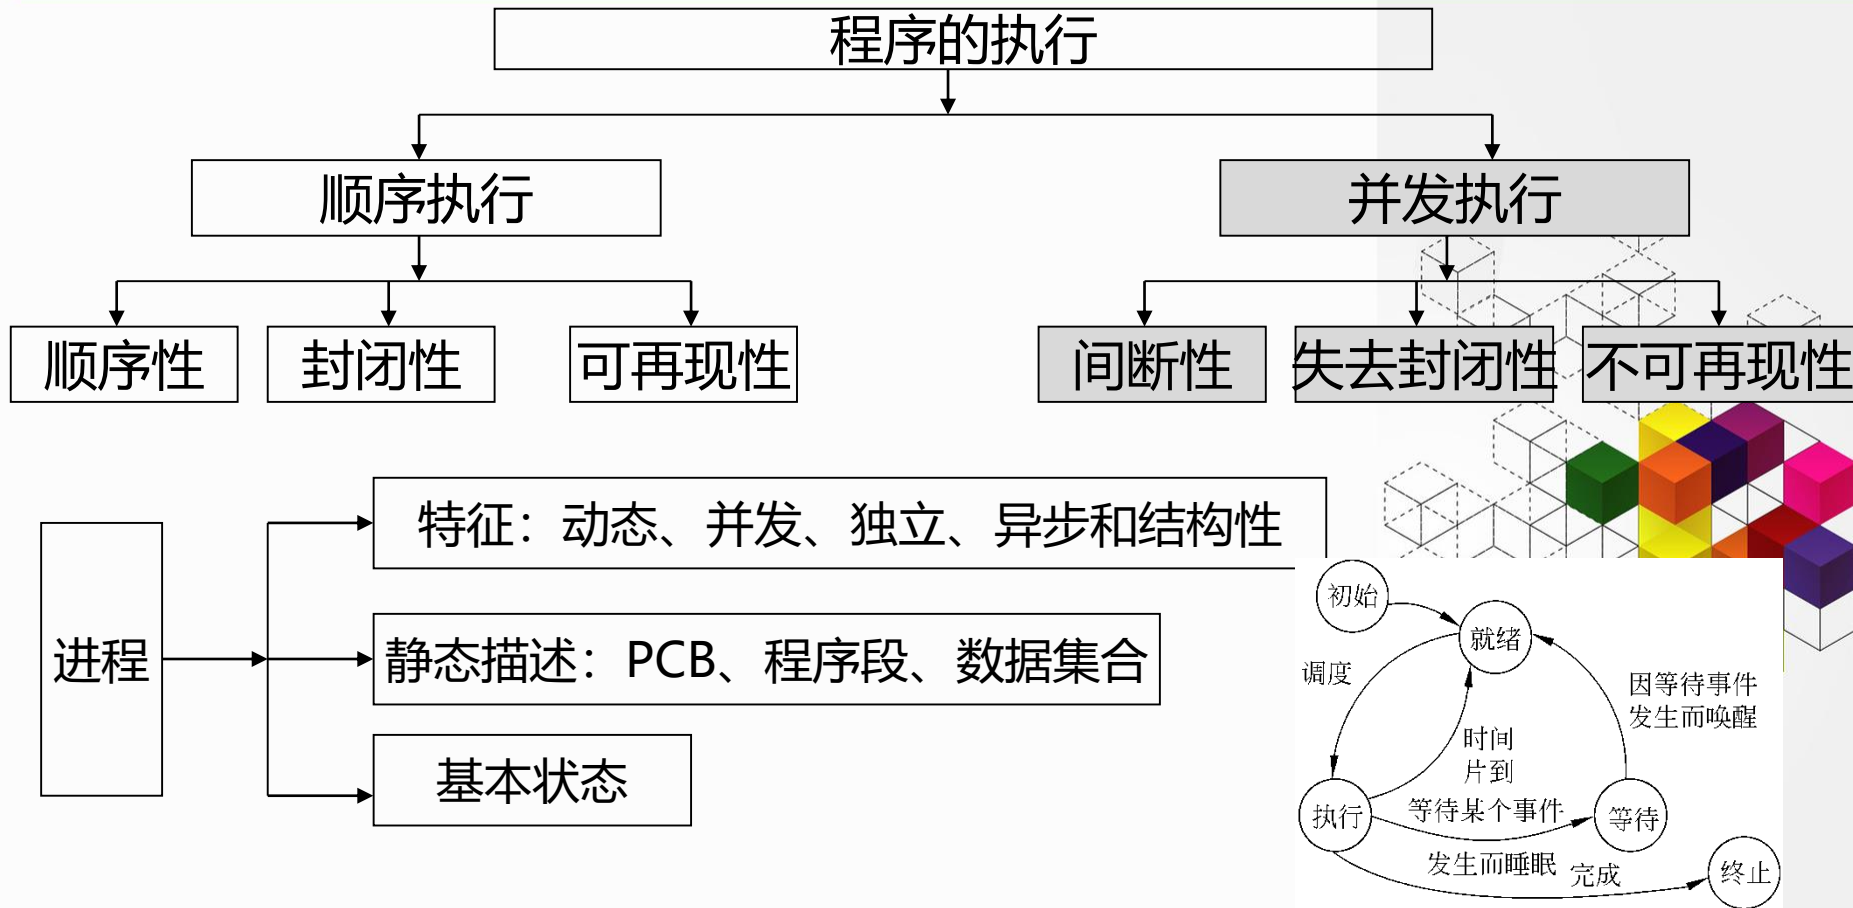 程序的执行
顺序执行
并发执行
顺序性
封闭性
可再现性
间断性
失去封闭性
不可再现性
进程
特征：动态、并发、独立、异步和结构性
静态描述：PCB、程序段、数据集合
基本状态
初始
就绪
调度
因等待事件
发生而唤醒
时间
片到
执行
等待某个事件
等待
发生而睡眠
完成
终止